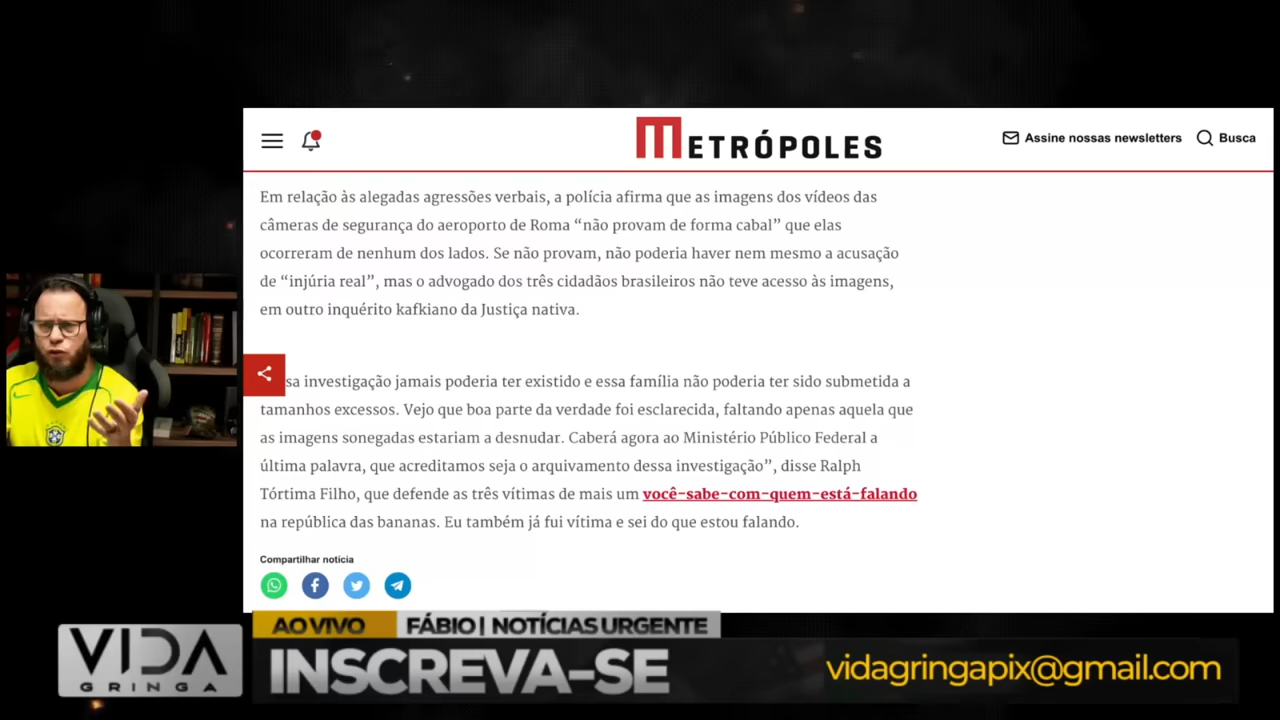 METRÓPOLES
Assine nossas newsletters
Busca
Em relação às alegadas agressões verbais, a polícia afirma que as imagens dos vídeos das
câmeras de segurança do aeroporto de Roma “não provam de forma cabal” que elas
ocorreram de nenhum dos lados. Se não provam, não poderia haver nem mesmo a acusação
de “injúria real”, mas o advogado dos três cidadãos brasileiros não teve acesso às imagens,
em outro inquérito kafkiano da Justiça nativa.
sa investigação jamais poderia ter existido e essa família não poderia ter sido submetida a
tamanhos excessos. Vejo que boa parte da verdade foi esclarecida, faltando apenas aquela que
as imagens sonegadas estariam a desnudar. Caberá agora ao Ministério Público Federal a
última palavra, que acreditamos seja o arquivamento dessa investigação”, disse Ralph
Tórtima Filho, que defende as três vítimas de mais um você-sabe-com-quem-está-falando
na república das bananas. Eu também já fui vítima e sei do que estou falando.
Compartilhar notícia
AO VIVO
FÁBIO | NOTÍCIAS URGENTE
VIDA
GRINGA
INSCREVA-SE
vidagringapix@gmail.com